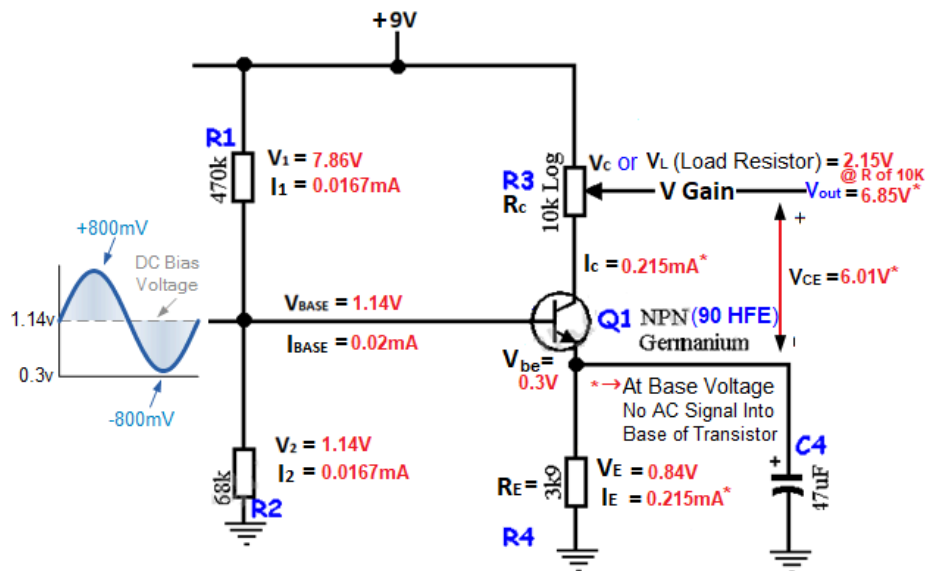 +9V
R1
470k
V1 = 7.86V
I1 = 0.0167mA
R3
Rc
10k Log
Vc or VL (Load Resistor) = 2.15V
@ R of 10K
V Gain
Vout = 6.85V*
+
Ic = 0.215mA*
VCE = 6.01V*
+800mV
DC Bias
Voltage
1.14v
0.3v
-800mV
VBASE = 1.14V
IBASE = 0.02mA
Q1 NPN (90 HFE)
Germanium
Vbe =
0.3V
* → At Base Voltage
No AC Signal Into
Base of Transistor
V2 = 1.14V
I2 = 0.0167mA
68k
R2
RE =
3k9
VE = 0.84V
IE = 0.215mA*
R4
C4
+
47uF